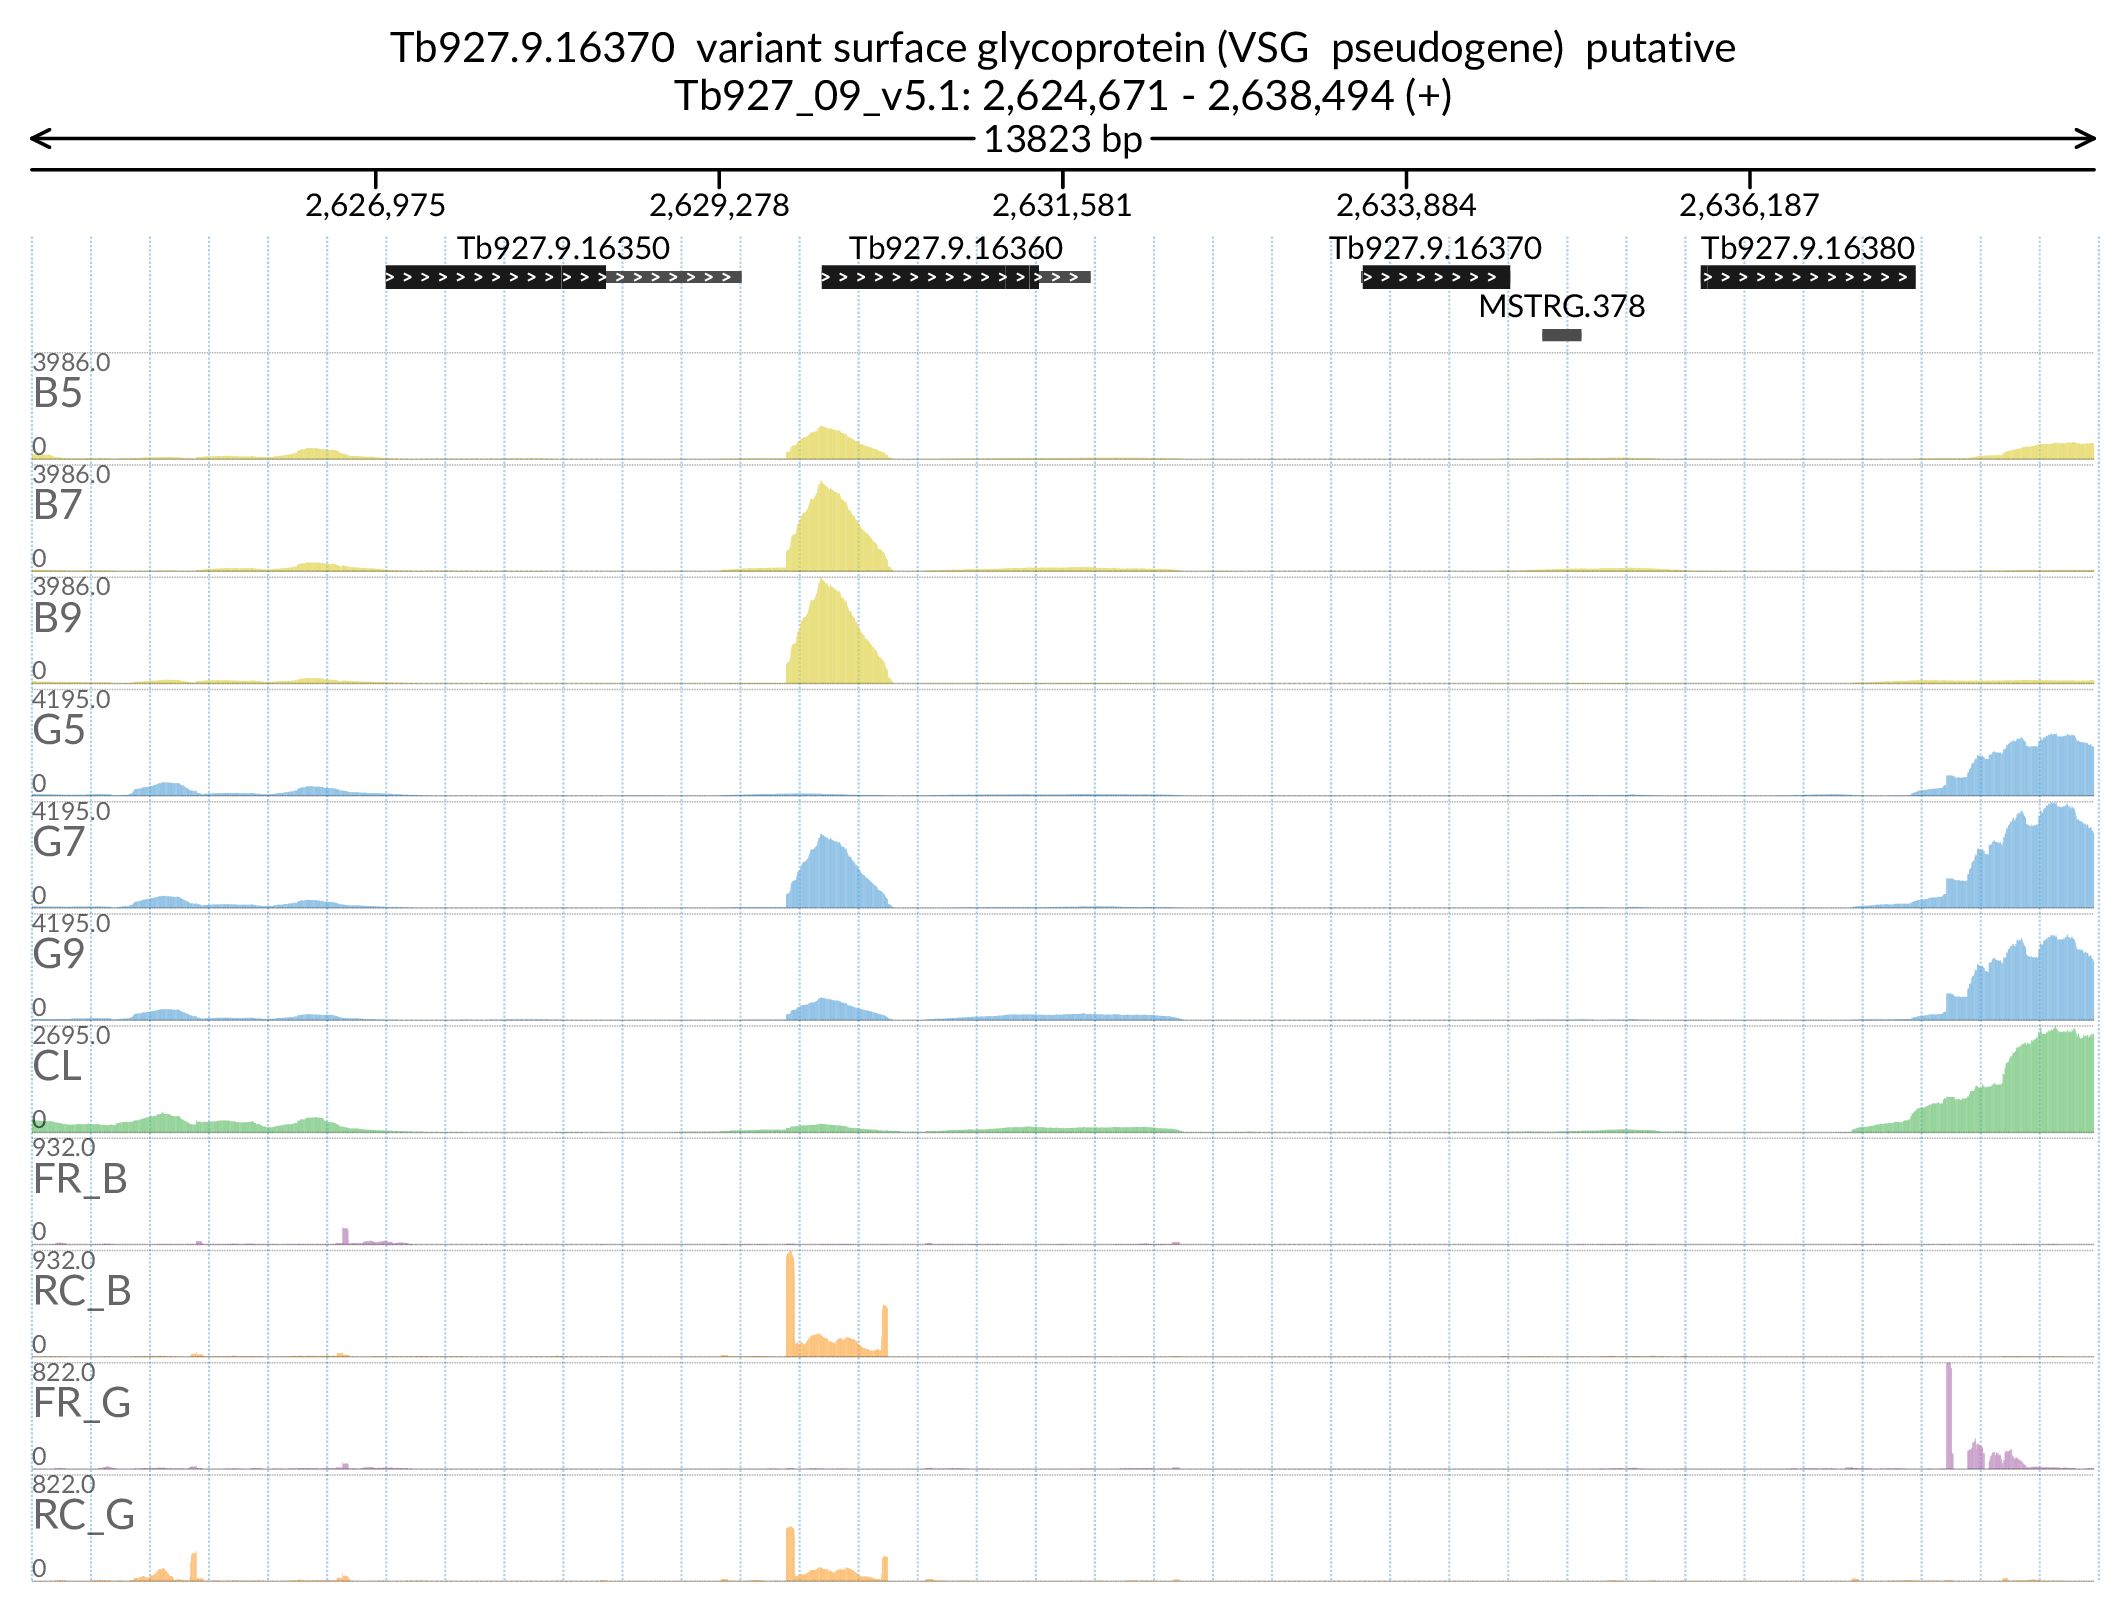 Tb927.9.16370  variant surface glycoprotein (VSG  pseudogene)  putative
Tb927_09_v5.1: 2,624,671 - 2,638,494 (+)
13823 bp
2,626,975 2,629,278 2,631,581 2,633,884 2,636,187
Tb927.9.16350 Tb927.9.16360 Tb927.9.16370 Tb927.9.16380
MSTRG.378
3986.0
B5
0
3986.0
B7
0
3986.0
B9
0
4195.0
G5
0
4195.0
G7
0
4195.0
G9
0
2695.0
CL
0
932.0
FR_B
0
932.0
RC_B
0
822.0
FR_G
0
822.0
RC_G
0